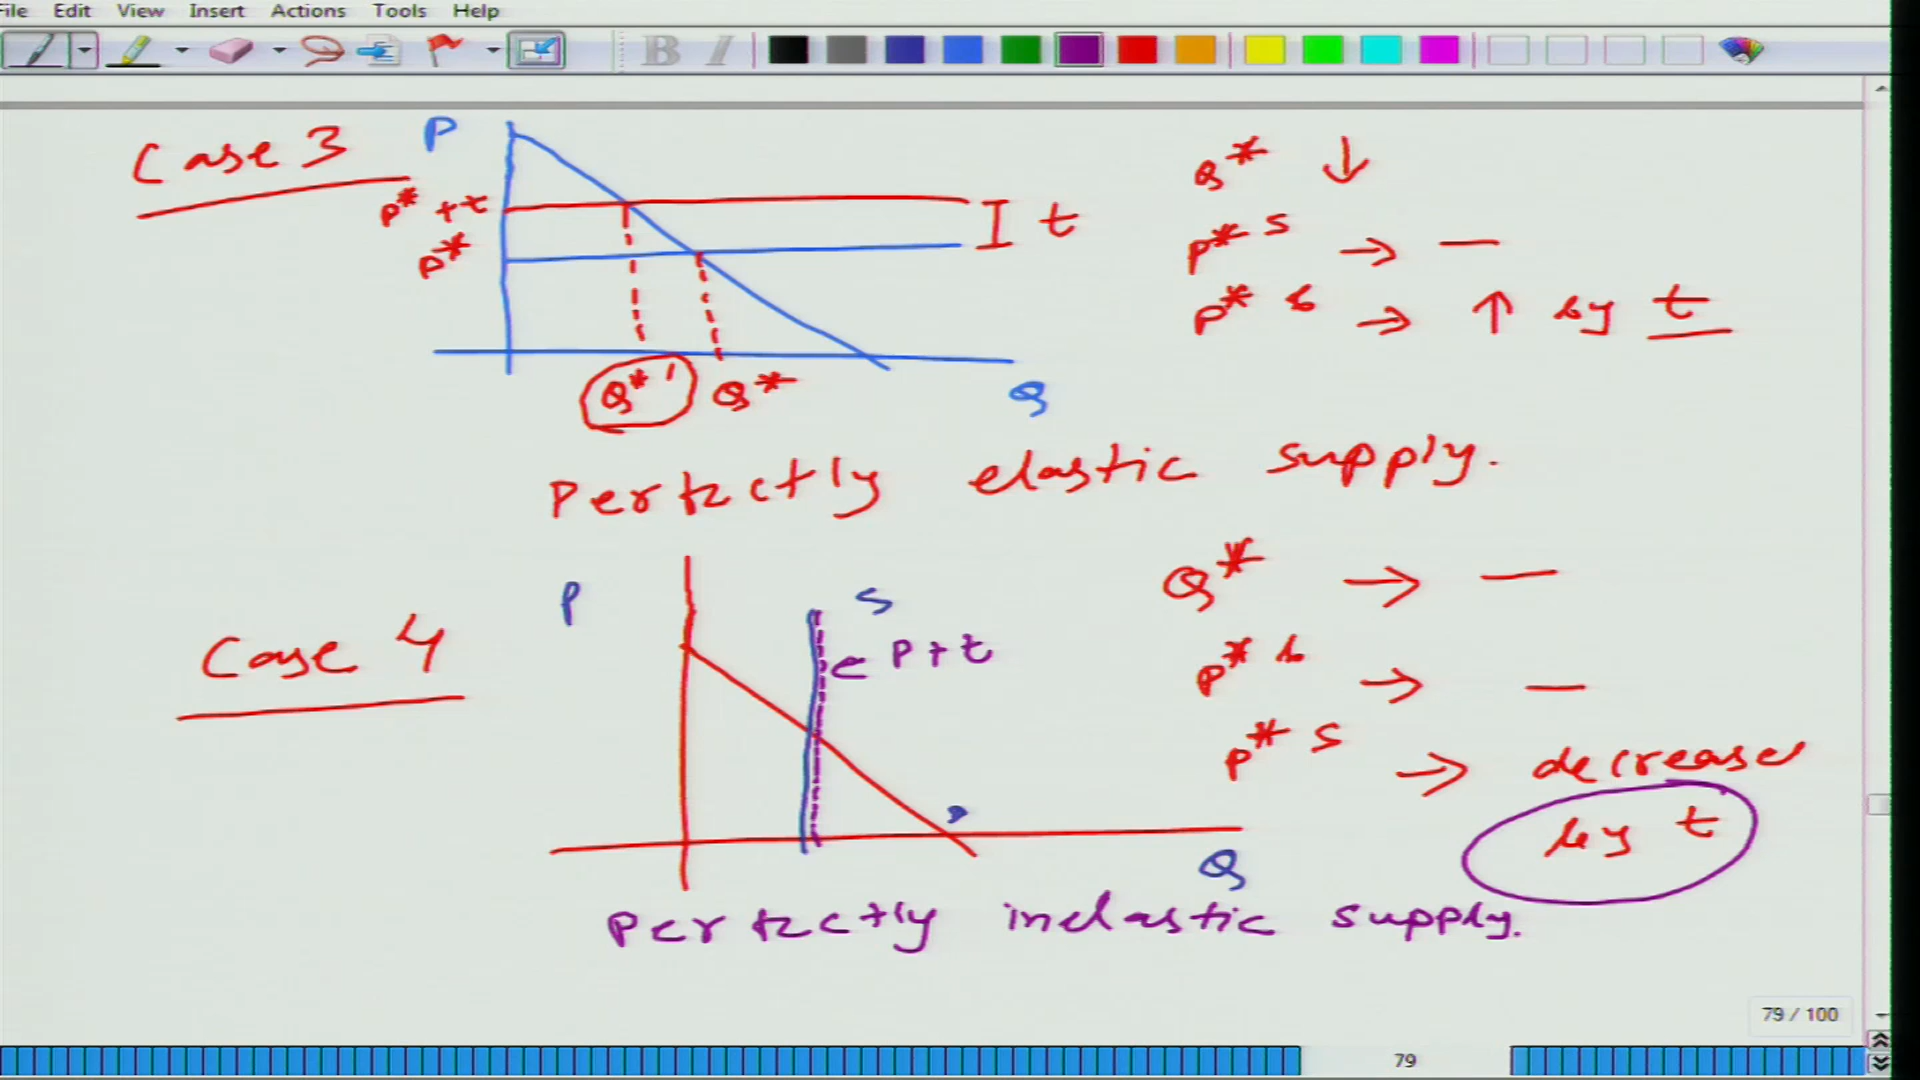 File Edit View Insert Actions Tools Help
B I
Case 3
P
P* + t
P*
I t
Q*' Q*
Q
Q* ↓
P* s → —
P* b → ↑ by t
Perfectly elastic supply.
Case 4
P
S
← P + t
D
Q
Q* → —
P* b → —
P* s → decrease
by t
Perfectly inelastic supply.
79 / 100
79